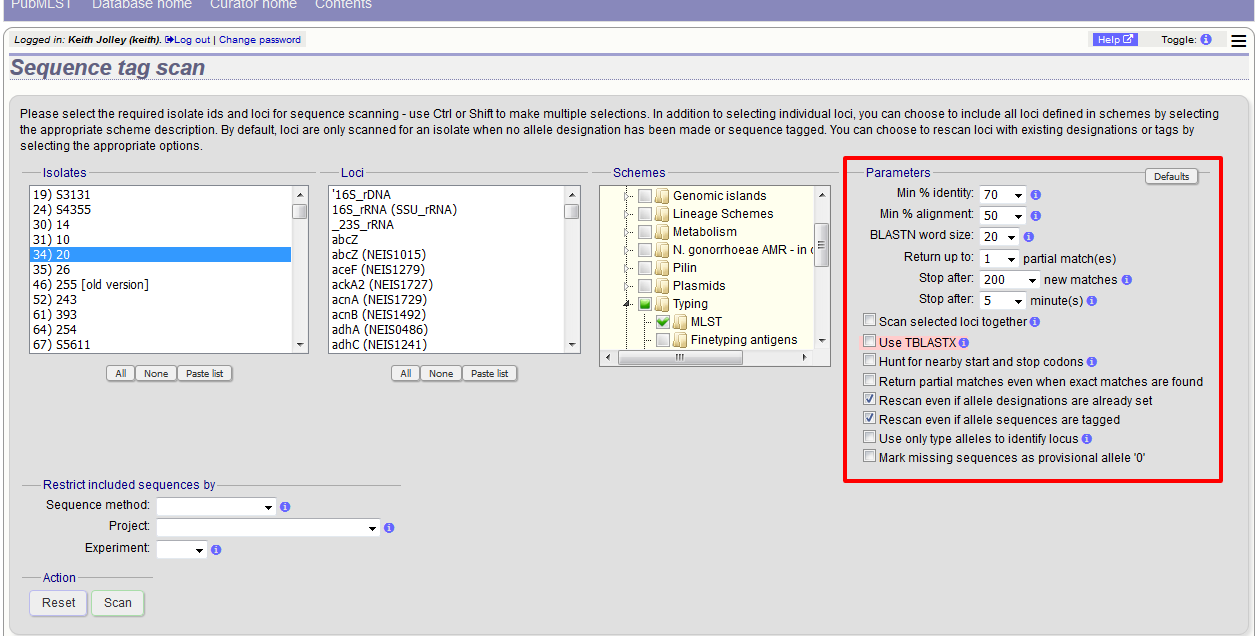 PubMLST Database home Curator home Contents
Logged in: Keith Jolley (keith). Log out | Change password
Help Toggle:
Sequence tag scan
Please select the required isolate ids and loci for sequence scanning - use Ctrl or Shift to make multiple selections. In addition to selecting individual loci, you can choose to include all loci defined in schemes by selecting
the appropriate scheme description. By default, loci are only scanned for an isolate when no allele designation has been made or sequence tagged. You can choose to rescan loci with existing designations or tags by
selecting the appropriate options.
Isolates
19) S3131
24) S4355
30) 14
31) 10
34) 20
35) 26
46) 255 [old version]
52) 243
61) 393
64) 254
67) S5611
All None Paste list
Loci
'16S_rDNA
16S_rRNA (SSU_rRNA)
_23S_rRNA
abcZ
abcZ (NEIS1015)
aceF (NEIS1279)
ackA2 (NEIS1727)
acnA (NEIS1729)
acnB (NEIS1492)
adhA (NEIS0486)
adhC (NEIS1241)
All None Paste list
Schemes
Genomic islands
Lineage Schemes
Metabolism
N. gonorrhoeae AMR - in
Pilin
Plasmids
Typing
MLST
Finetyping antigens
Parameters
Defaults
Min % identity: 70
Min % alignment: 50
BLASTN word size: 20
Return up to: 1 partial match(es)
Stop after: 200 new matches
Stop after: 5 minute(s)
Scan selected loci together
Use TBLASTX
Hunt for nearby start and stop codons
Return partial matches even when exact matches are found
Rescan even if allele designations are already set
Rescan even if allele sequences are tagged
Use only type alleles to identify locus
Mark missing sequences as provisional allele '0'
Restrict included sequences by
Sequence method:
Project:
Experiment:
Action
Reset Scan